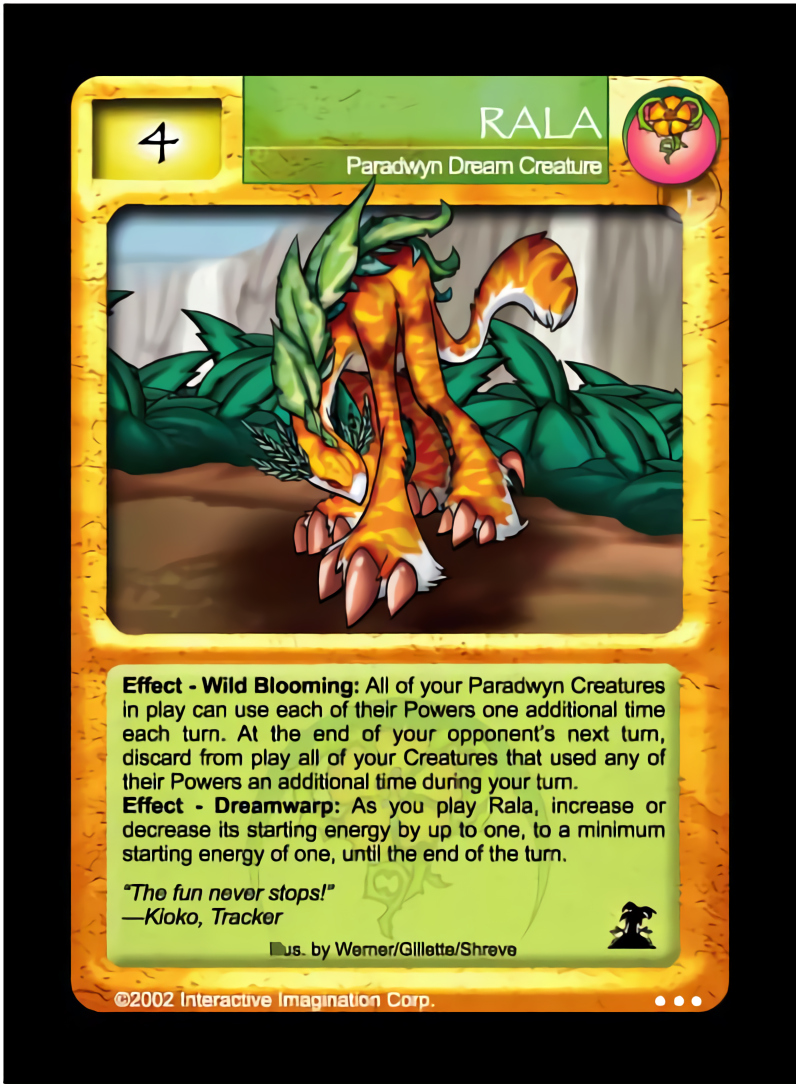 4
RALA
Paradwyn Dream Creature
Effect - Wild Blooming: All of your Paradwyn Creatures
in play can use each of their Powers one additional time
each turn. At the end of your opponent's next turn,
discard from play all of your Creatures that used any of
their Powers an additional time during your turn.
Effect - Dreamwarp: As you play Rala, increase or
decrease its starting energy by up to one, to a minimum
starting energy of one, until the end of the turn.
"The fun never stops!"
—Kioko, Tracker
Illus. by Werner/Gillette/Shreve
©2002 Interactive Imagination Corp.